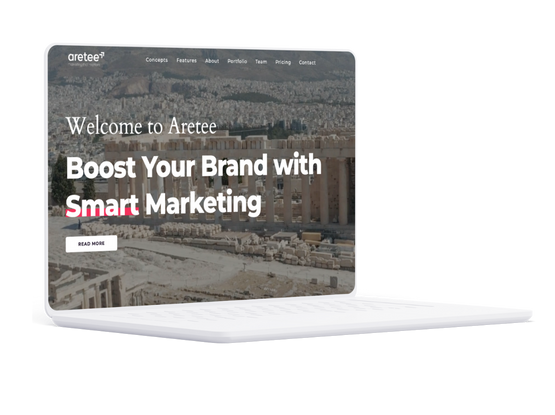 aretee
Concepts Features About Portfolio Team Pricing Contact
Welcome to Aretee
Boost Your Brand with
Smart Marketing
READ MORE